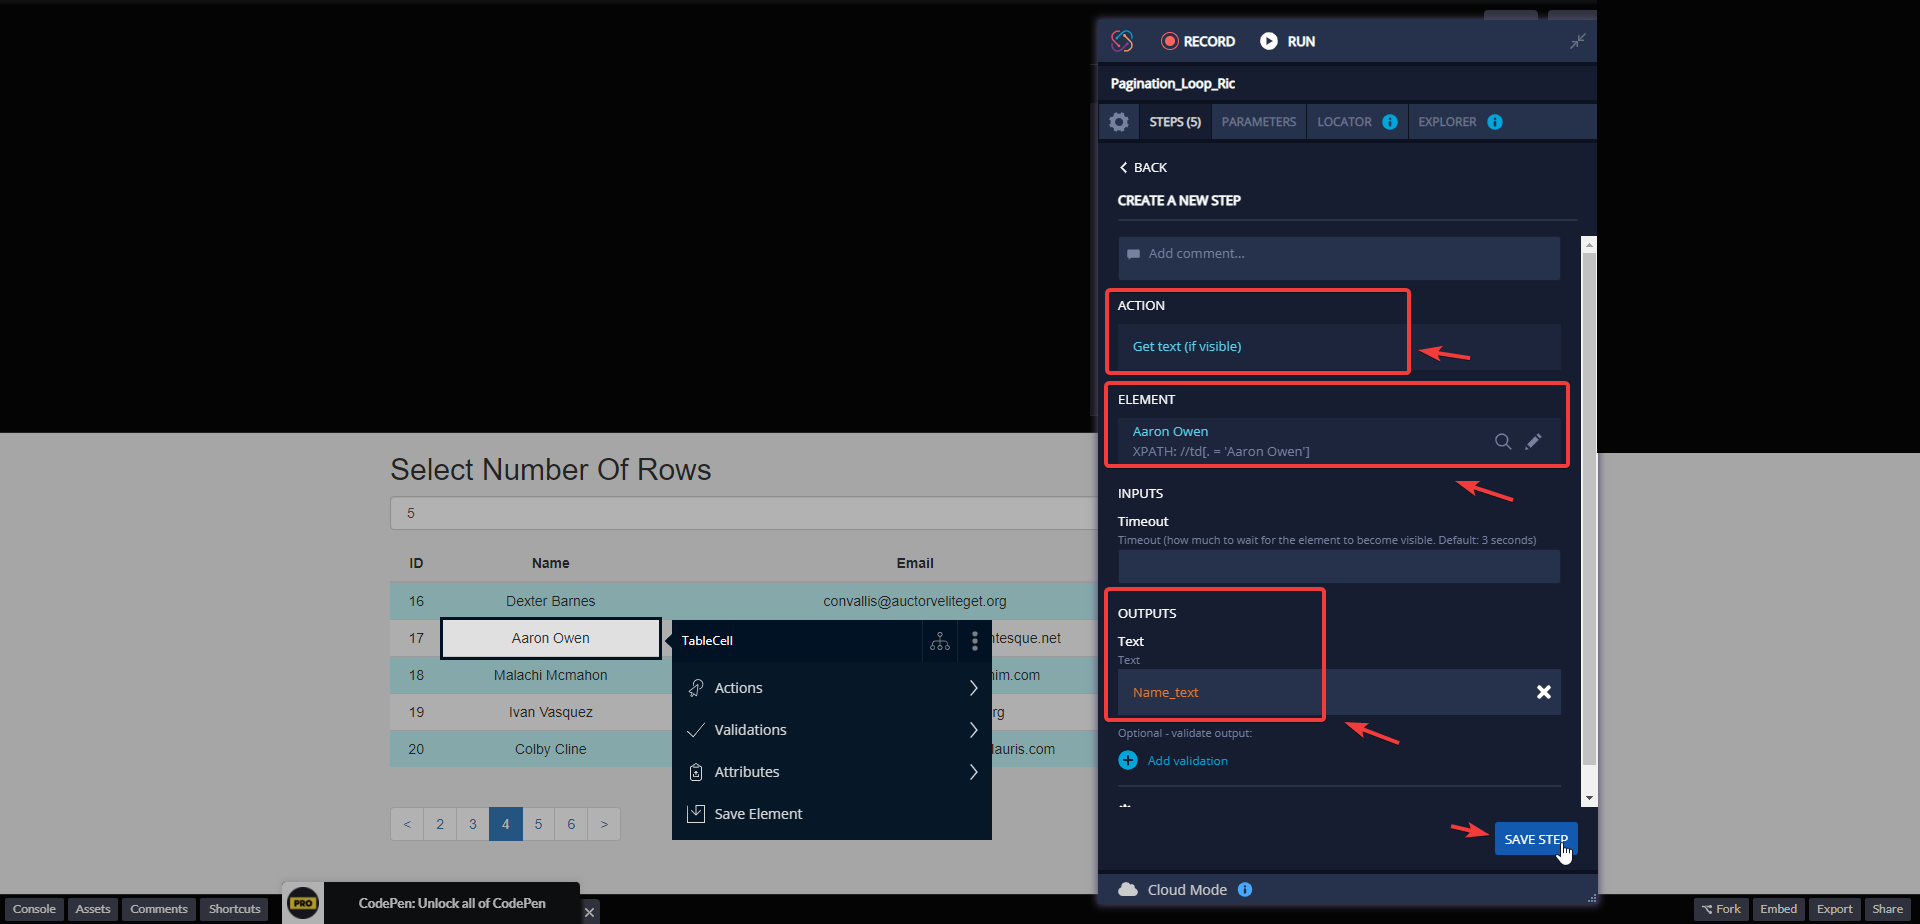 RECORD RUN
Pagination_Loop_Ric
STEPS (5) PARAMETERS LOCATOR i EXPLORER i
BACK
CREATE A NEW STEP
Add comment...
ACTION
Get text (if visible)
ELEMENT
Aaron Owen
XPATH: //td[. = 'Aaron Owen']
INPUTS
Timeout
Timeout (how much to wait for the element to become visible. Default: 3 seconds)
OUTPUTS
Text
Text
Name_text
Optional - validate output:
Add validation
SAVE STEP
Cloud Mode i
Select Number Of Rows
5
ID Name Email
16 Dexter Barnes convallis@auctorveliteget.org
17 Aaron Owen ntesque.net
18 Malachi Mcmahon nim.com
19 Ivan Vasquez rg
20 Colby Cline lauris.com
TableCell
Actions
Validations
Attributes
Save Element
< 2 3 4 5 6 >
Console Assets Comments Shortcuts
PRO CodePen: Unlock all of CodePen
Fork Embed Export Share